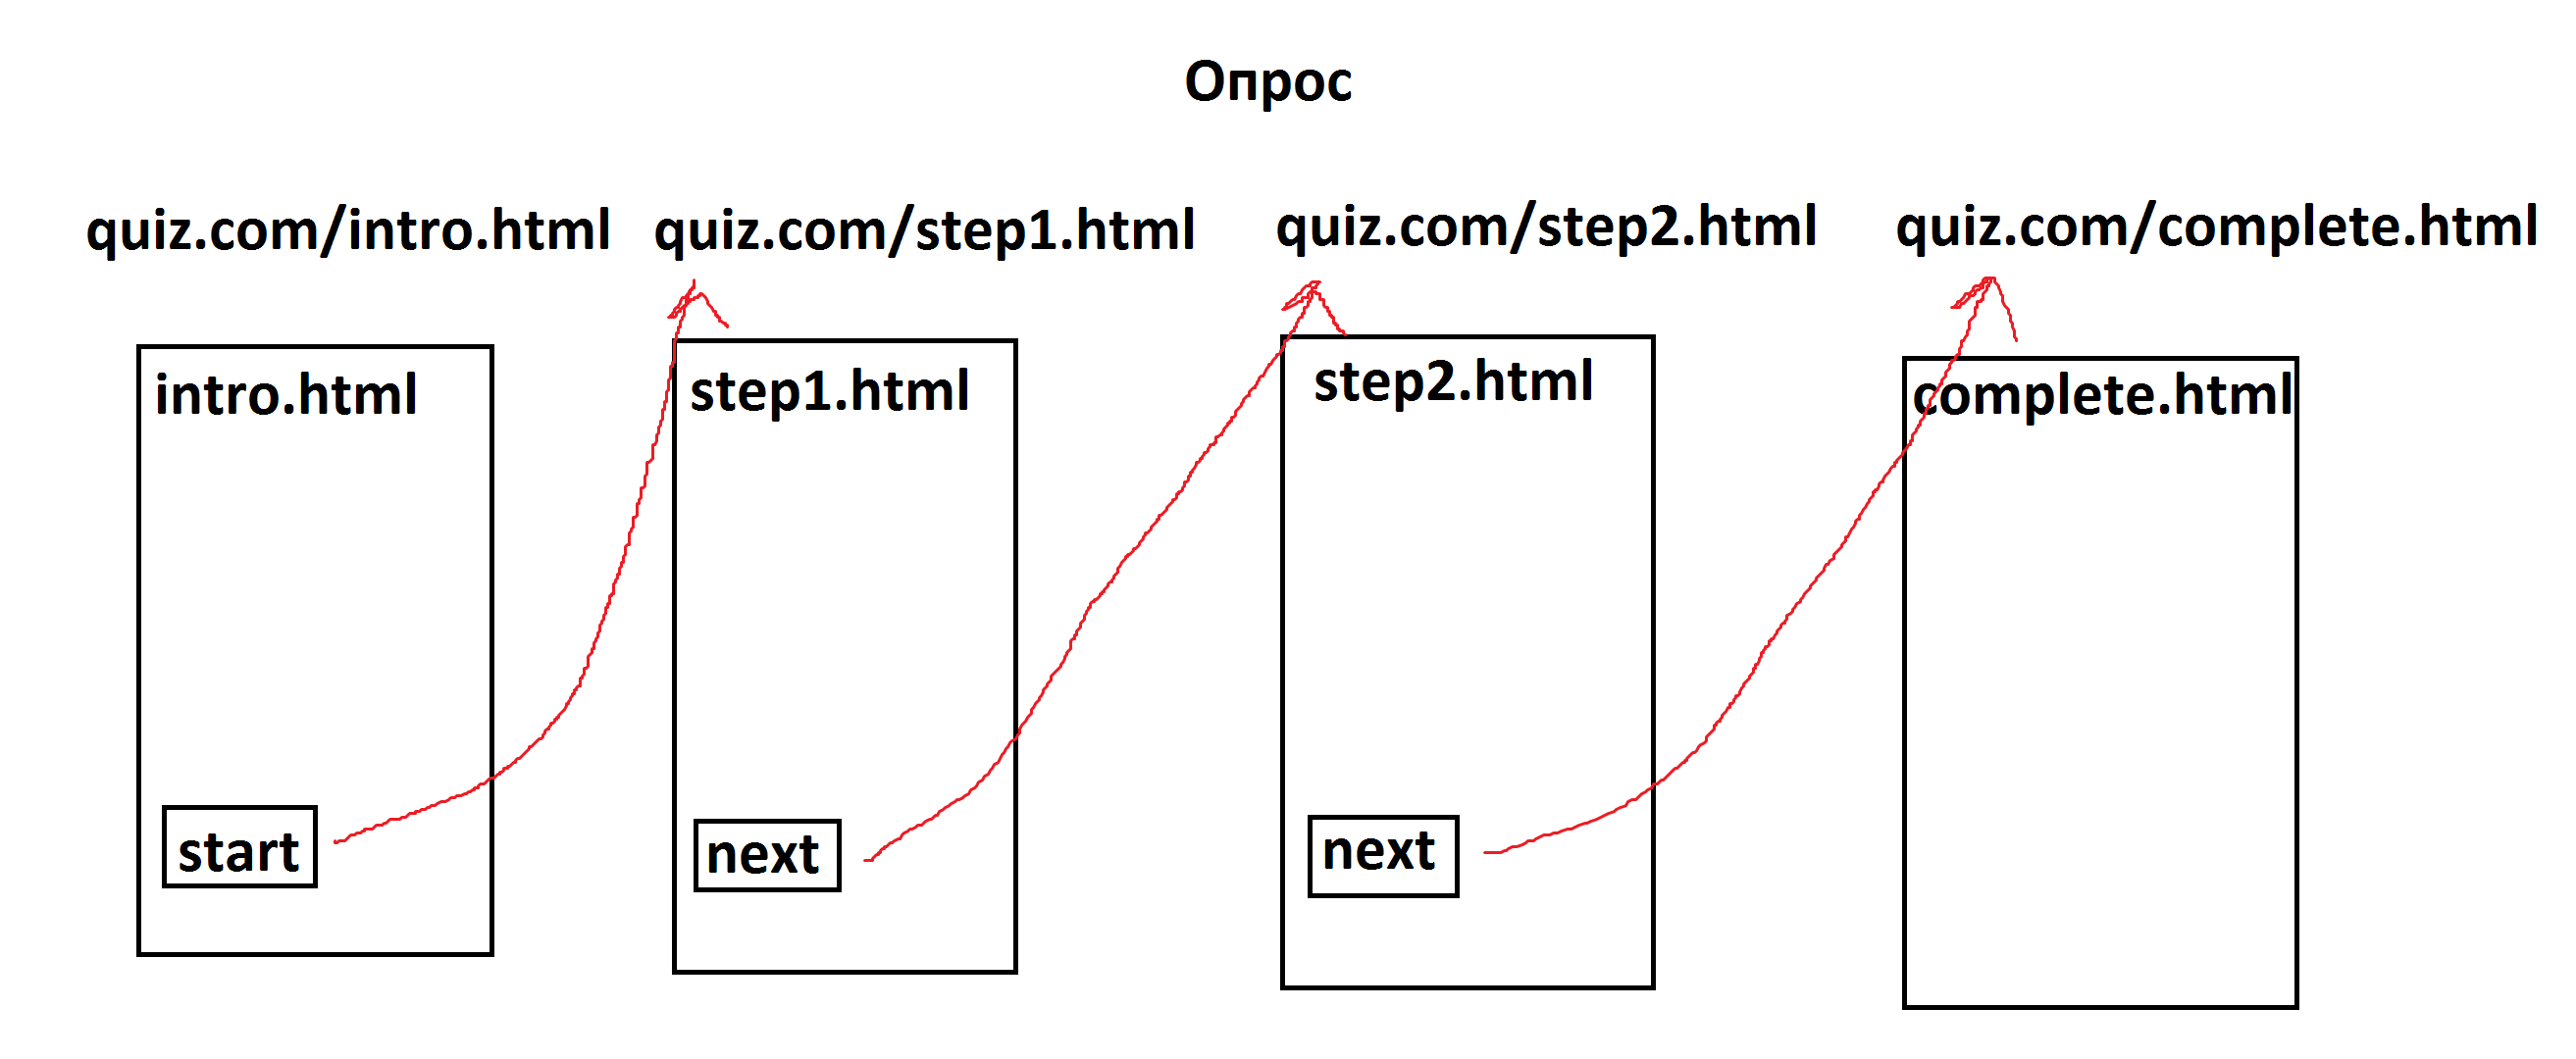 Опрос
quiz.com/intro.html
quiz.com/step1.html
quiz.com/step2.html
quiz.com/complete.html
intro.html
step1.html
step2.html
complete.html
start
next
next